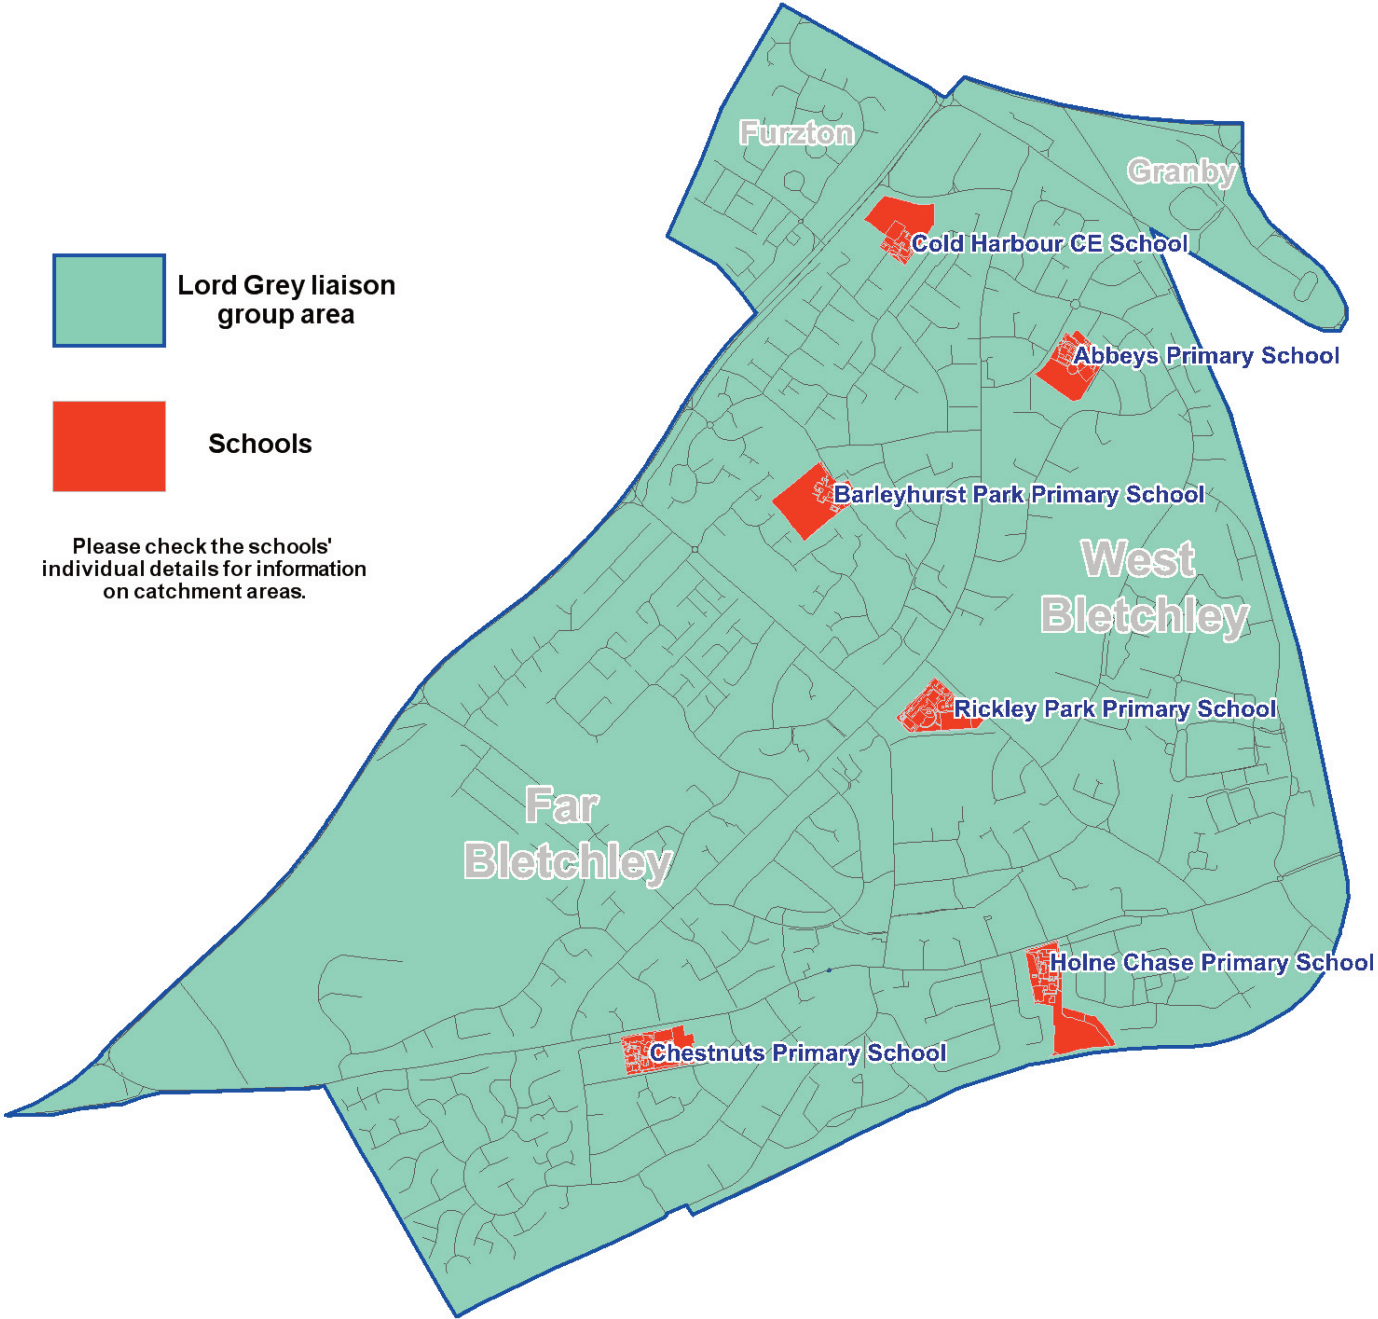 Furzton
Granby
Cold Harbour CE School
Lord Grey liaison
group area
Abbeys Primary School
Schools
Barleyhurst Park Primary School
Please check the schools'
individual details for information
on catchment areas.
West
Bletchley
Rickley Park Primary School
Far
Bletchley
Holne Chase Primary School
Chestnuts Primary School